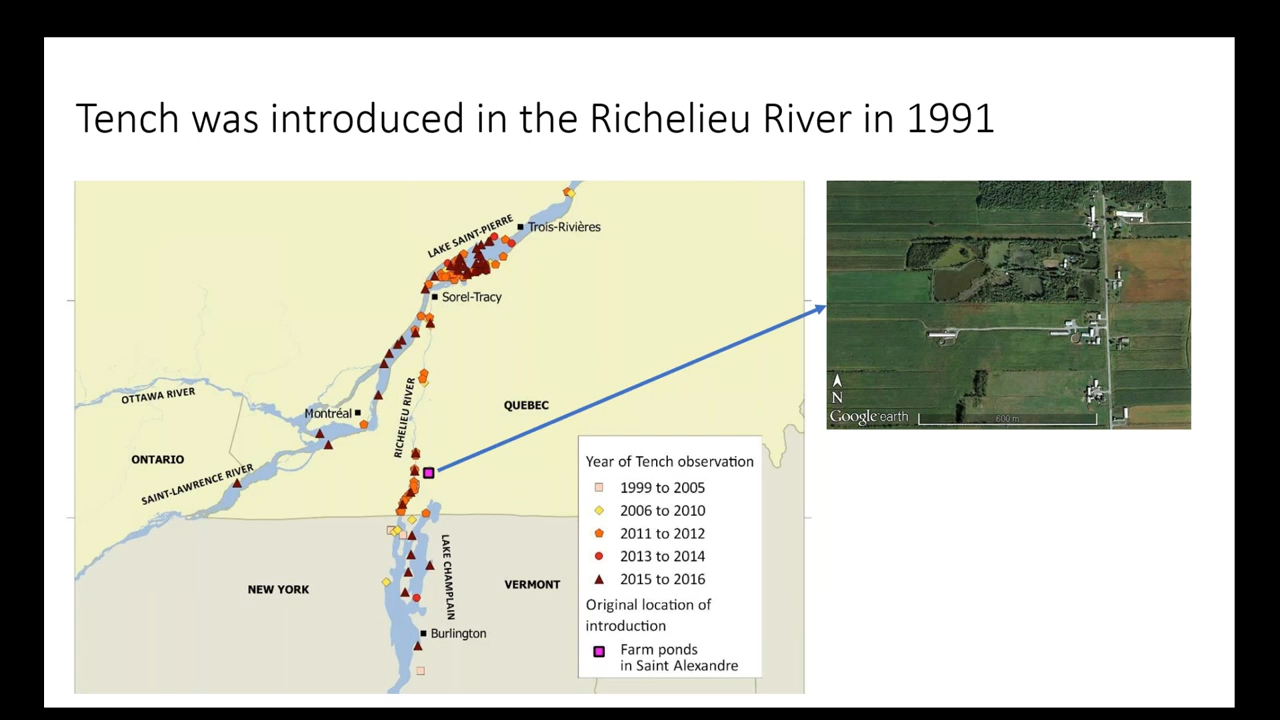 Tench was introduced in the Richelieu River in 1991
LAKE SAINT-PIERRE
Trois-Rivières
Sorel-Tracy
OTTAWA RIVER
Montréal
RICHELIEU RIVER
QUEBEC
ONTARIO
SAINT-LAWRENCE RIVER
NEW YORK
LAKE CHAMPLAIN
VERMONT
Burlington
Year of Tench observation
1999 to 2005
2006 to 2010
2011 to 2012
2013 to 2014
2015 to 2016
Original location of
introduction
Farm ponds
in Saint Alexandre
N
Google earth
600 m